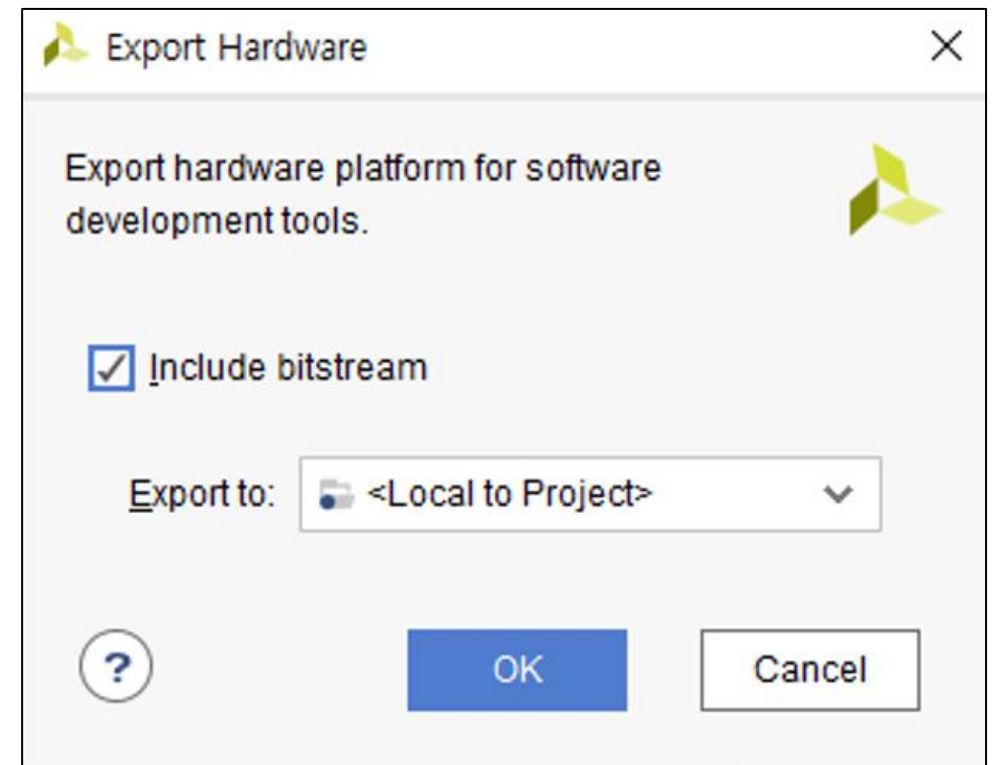 Export Hardware
Export hardware platform for software
development tools.
Include bitstream
Export to: <Local to Project>
?
OK
Cancel